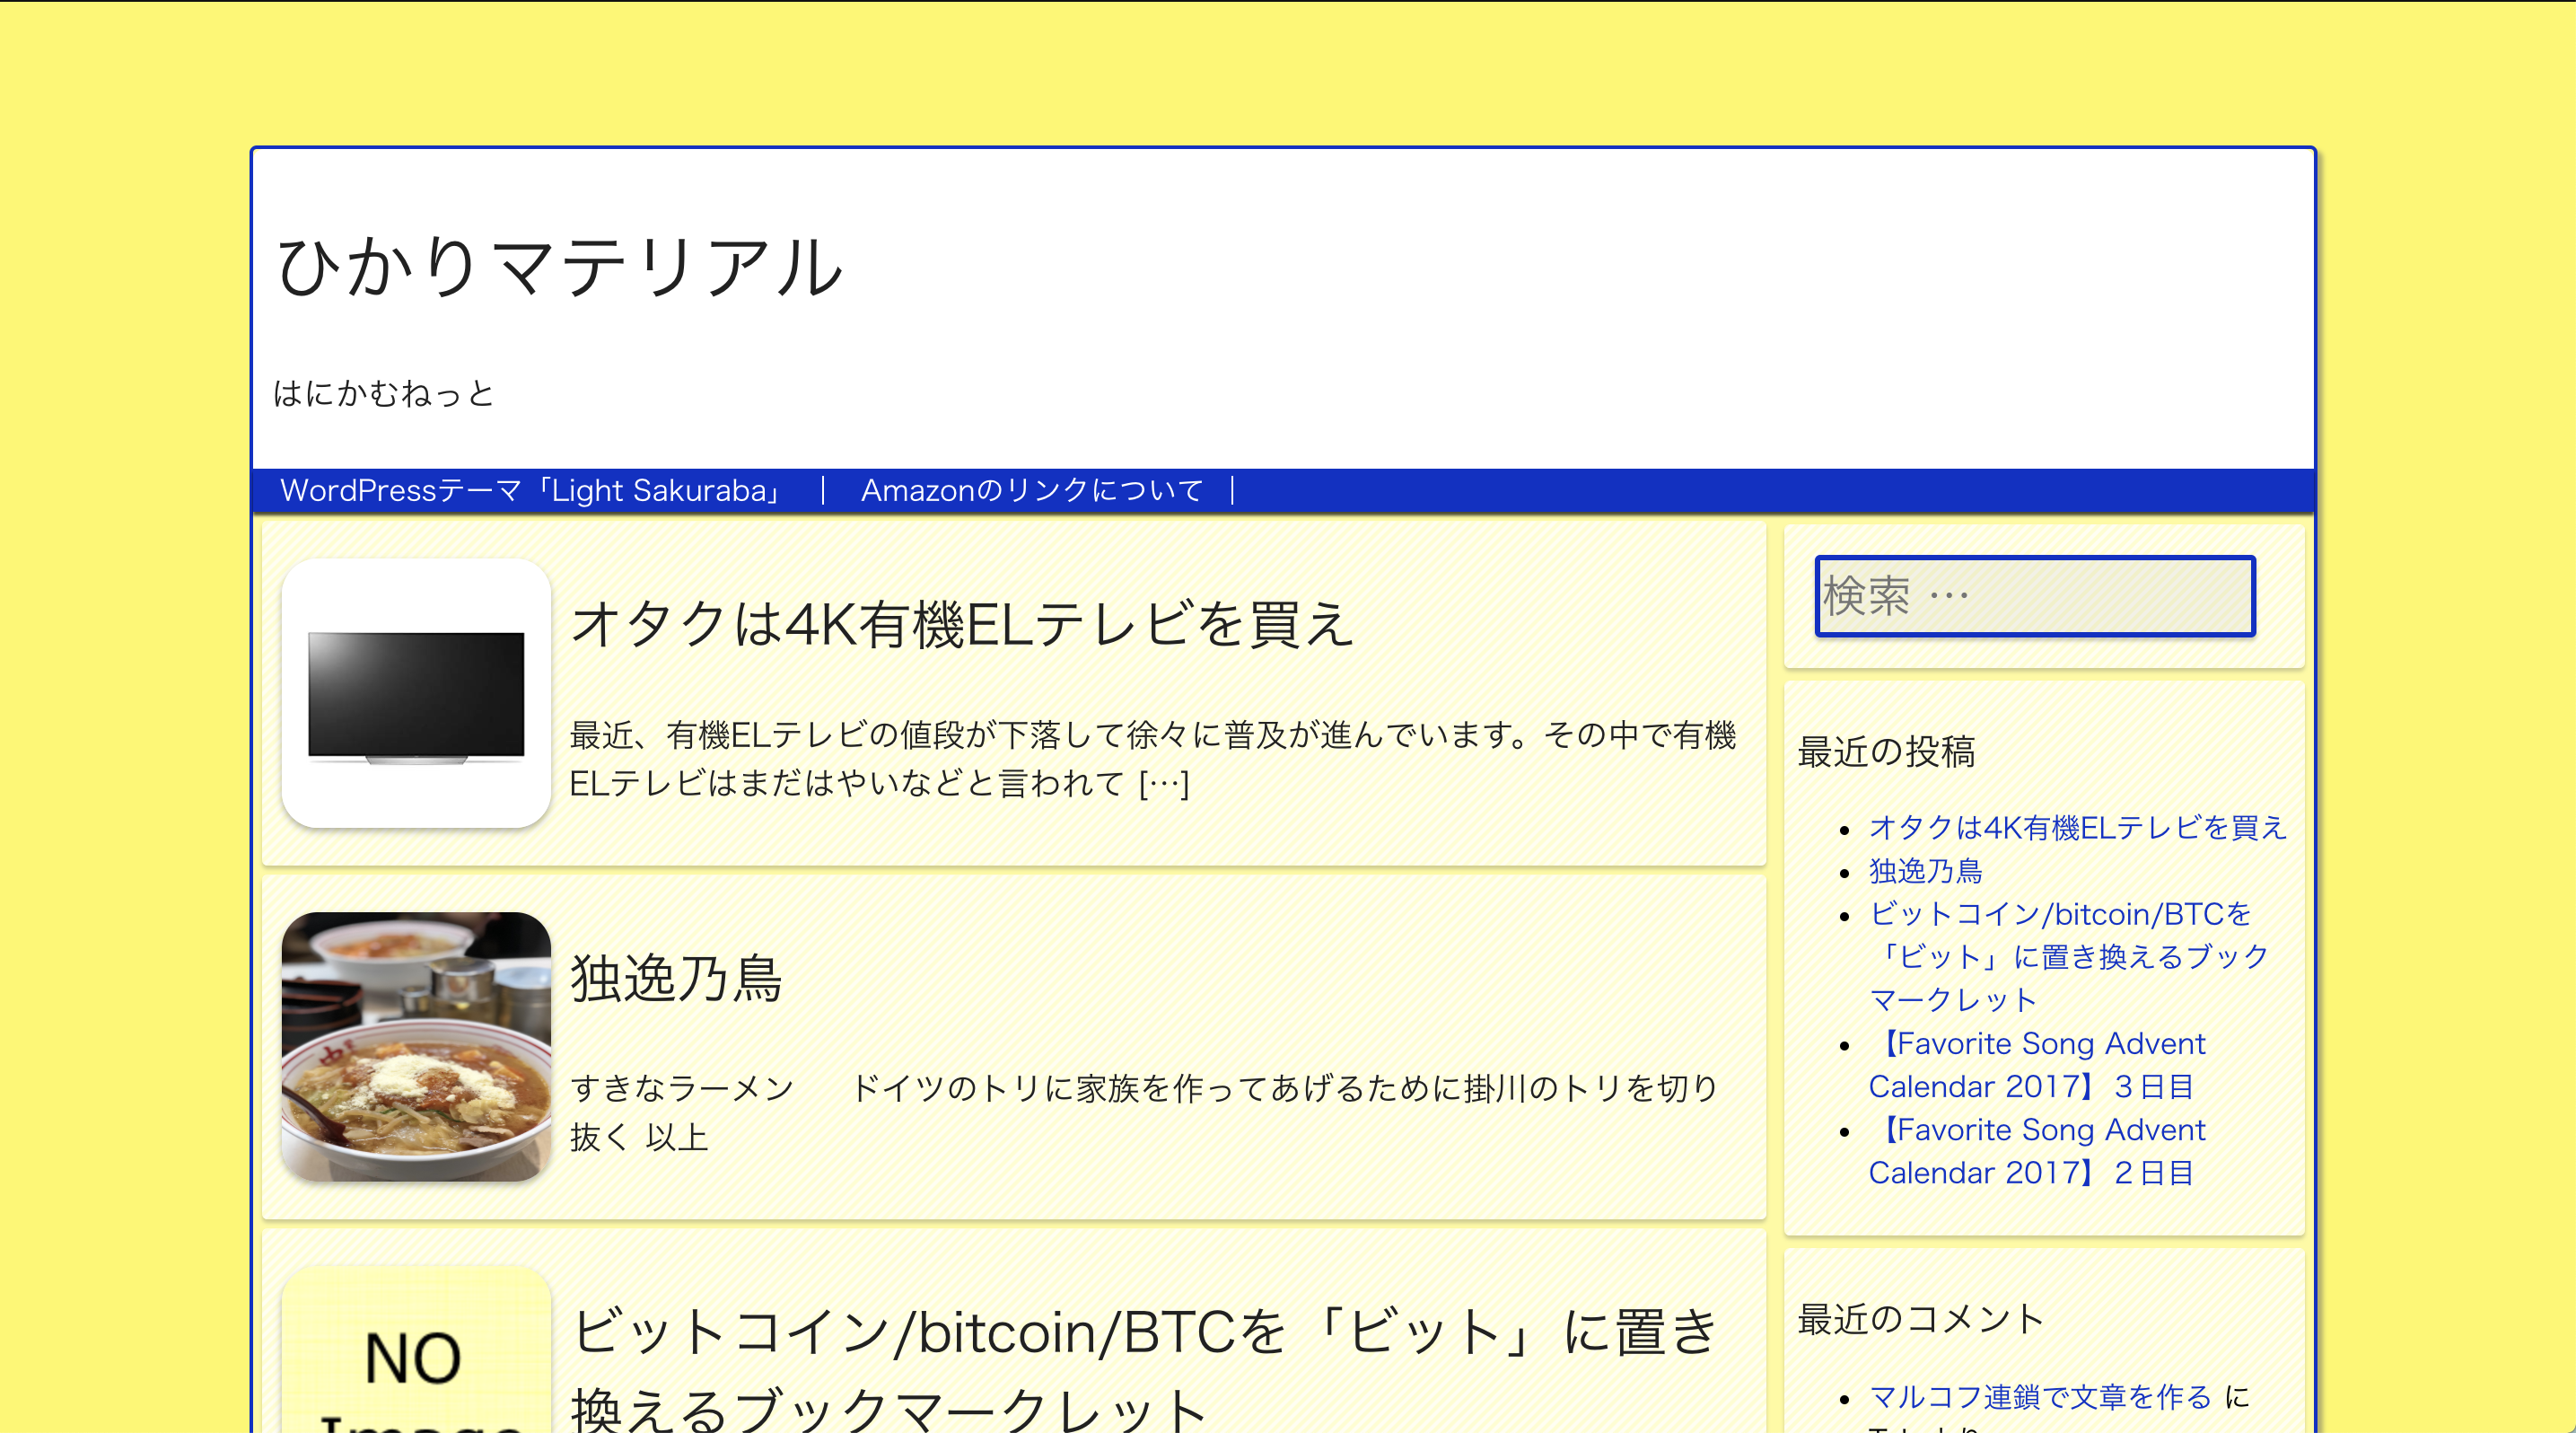 ひかりマテリアル
はにかむねっと
WordPressテーマ「Light Sakuraba」 | Amazonのリンクについて |
オタクは4K有機ELテレビを買え
最近、有機ELテレビの値段が下落して徐々に普及が進んでいます。その中で有機
ELテレビはまだはやいなどと言われて […]
独逸乃鳥
すきなラーメン　 ドイツのトリに家族を作ってあげるために掛川のトリを切り
抜く 以上
NO
Image
ビットコイン/bitcoin/BTCを「ビット」に置き
換えるブックマークレット
検索 …
最近の投稿
オタクは4K有機ELテレビを買え
独逸乃鳥
ビットコイン/bitcoin/BTCを
「ビット」に置き換えるブック
マークレット
【Favorite Song Advent
Calendar 2017】３日目
【Favorite Song Advent
Calendar 2017】２日目
最近のコメント
マルコフ連鎖で文章を作る に